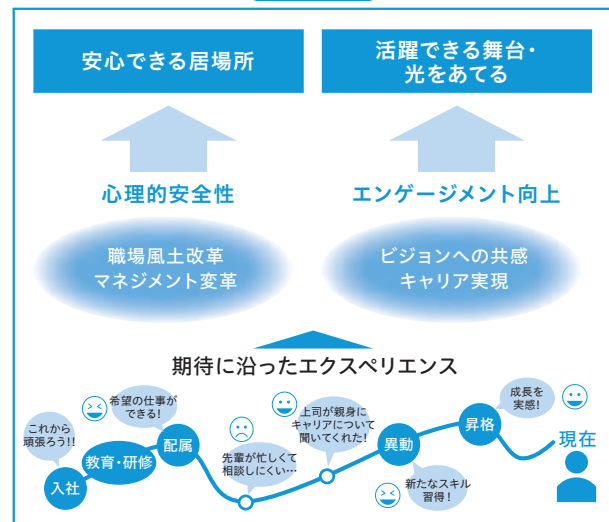 安心できる居場所
活躍できる舞台・
光をあてる
心理的安全性
エンゲージメント向上
職場風土改革
マネジメント変革
ビジョンへの共感
キャリア実現
期待に沿ったエクスペリエンス
これから
頑張ろう!!
入社
教育・研修
希望の仕事が
できる!
配属
先輩が忙しくて
相談しにくい…
上司が親身に
キャリアについて
聞いてくれた!
異動
新たなスキル
習得!
昇格
成長を
実感!
現在